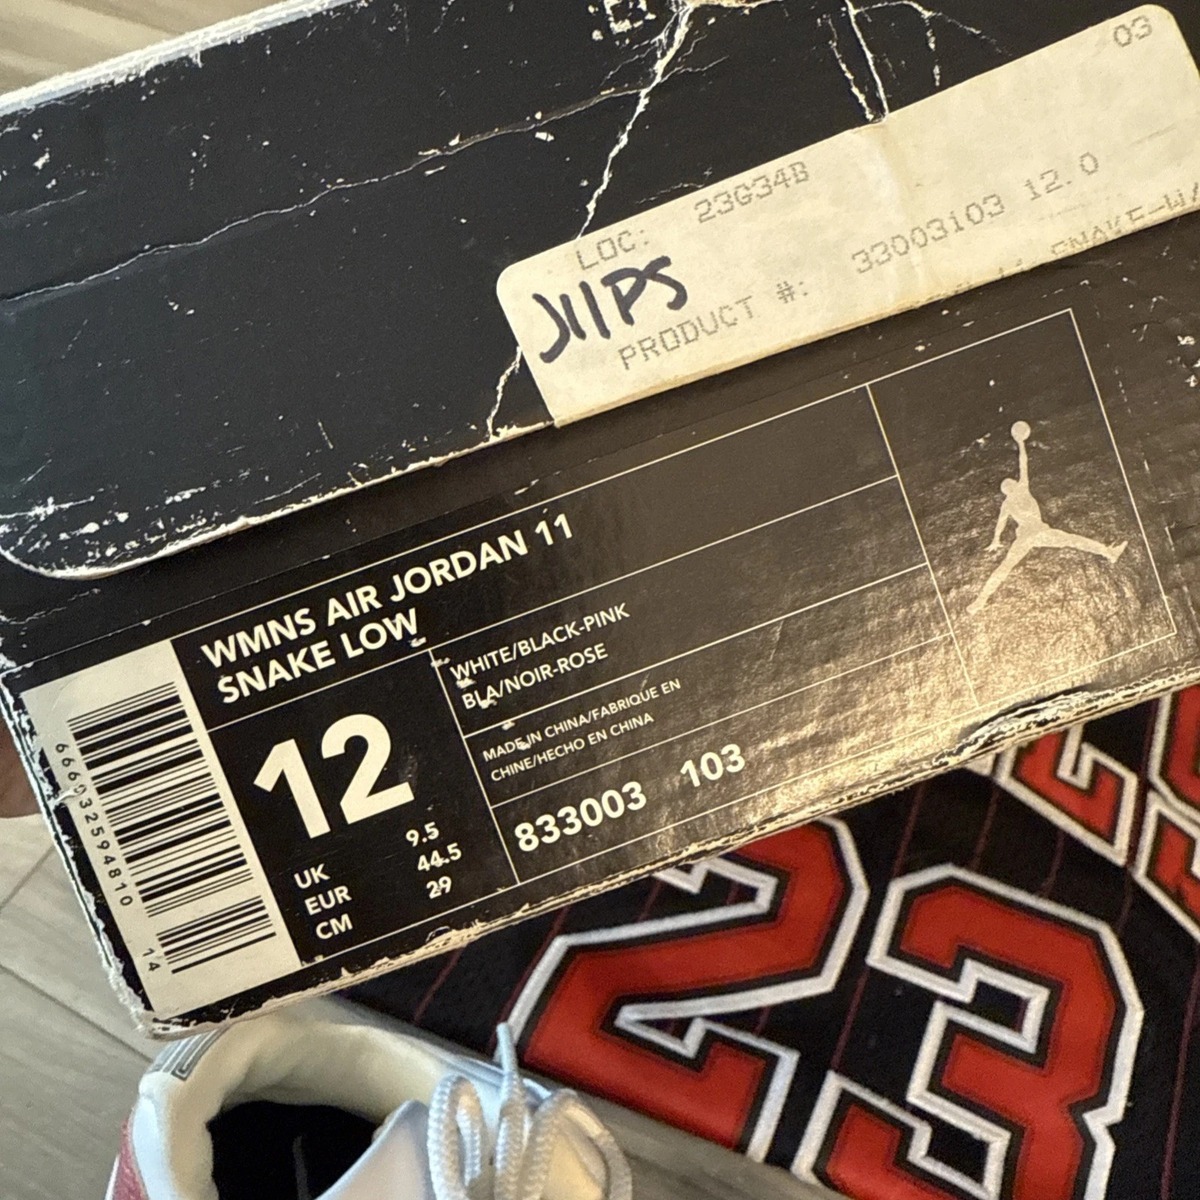 03
LOC: 23G34B
PRODUCT #: 33003103 12.0
WMNS AIR JORDAN 11
SNAKE LOW
WHITE/BLACK-PINK
BLA/NOIR-ROSE
MADE IN CHINA/FABRIQUE EN
CHINE/HECHO EN CHINA
12
UK 9.5
EUR 44.5
CM 29
833003 103
14
23